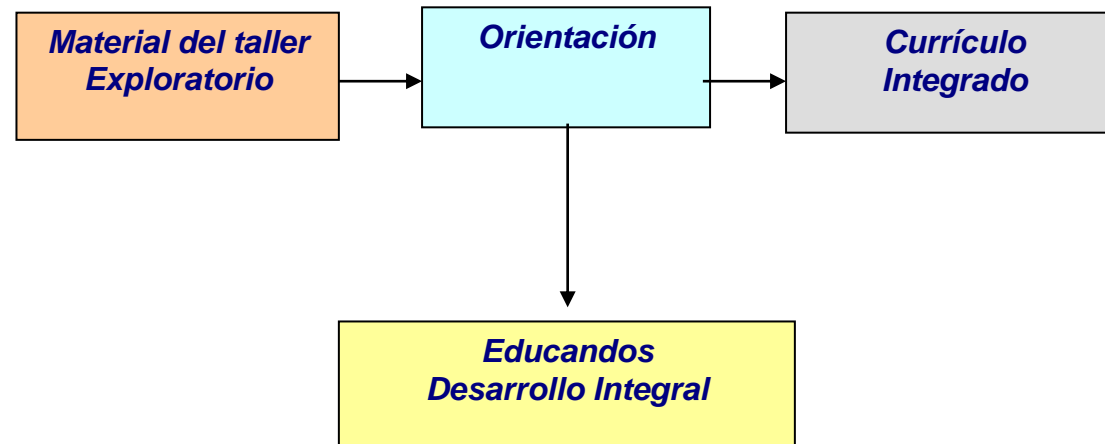 Material del taller
Exploratorio
Orientación
Currículo
Integrado
Educandos
Desarrollo Integral